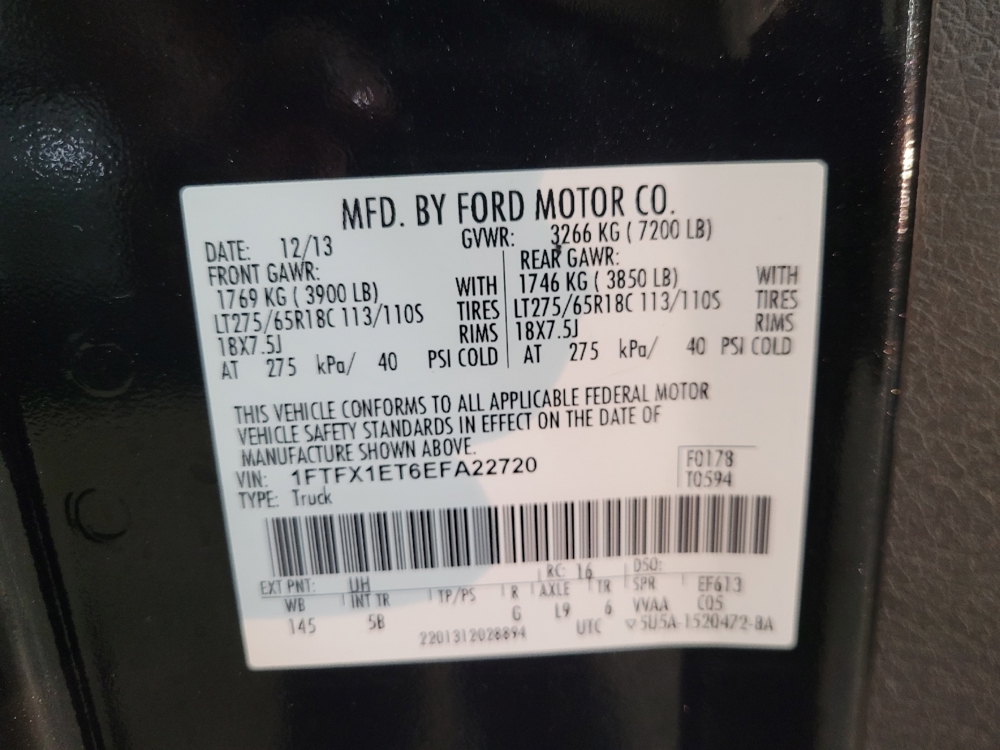 MFD. BY FORD MOTOR CO.
DATE: 12/13 GVWR: 3266 KG ( 7200 LB)
FRONT GAWR: REAR GAWR:
1769 KG ( 3900 LB) WITH 1746 KG ( 3850 LB) WITH
LT275/65R18C 113/110S TIRES LT275/65R18C 113/110S TIRES
18X7.5J RIMS 18X7.5J RIMS
AT 275 kPa/ 40 PSI COLD AT 275 kPa/ 40 PSI COLD
THIS VEHICLE CONFORMS TO ALL APPLICABLE FEDERAL MOTOR
VEHICLE SAFETY STANDARDS IN EFFECT ON THE DATE OF
MANUFACTURE SHOWN ABOVE.
VIN: 1FTFX1ET6EFA22720 F0178
TYPE: Truck T0594
EXT PNT: UH RC: 16 DSO:
WB INT TR TP/PS R AXLE TR SPR EF613
145 5B G L9 6 VVAA CQ5
2201312028894 UTC ▽5U5A-1520472-BA